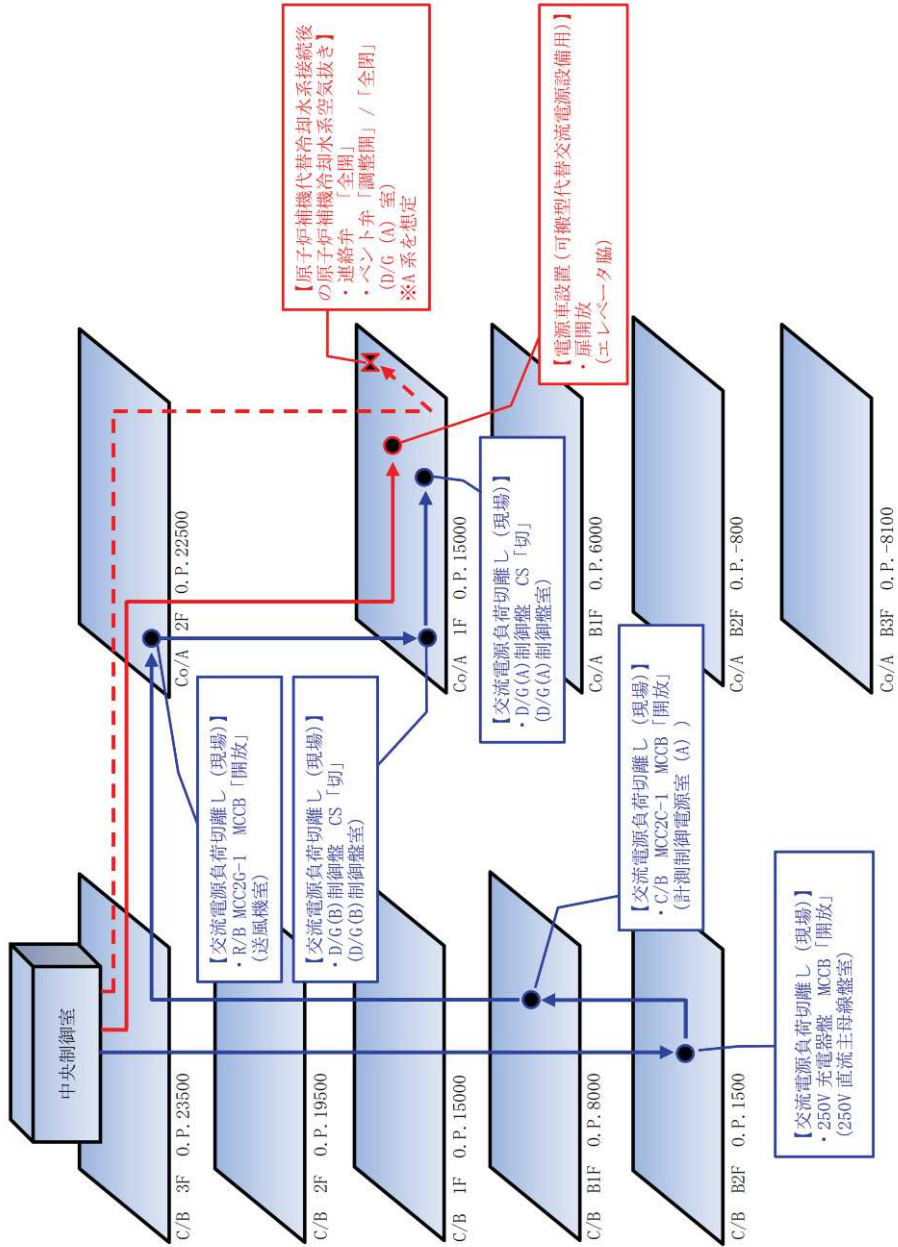 中央制御室
C/B 3F O.P.23500
C/B 2F O.P.19500
C/B 1F O.P.15000
C/B B1F O.P.8000
C/B B2F O.P.1500
Co/A 2F O.P.22500
Co/A 1F O.P.15000
Co/A B1F O.P.6000
Co/A B2F O.P.-800
Co/A B3F O.P.-8100
【交流電源負荷切離し(現場)】
・R/B MCC2G-1 MCCB「開放」
(送風機室)
【交流電源負荷切離し(現場)】
・D/G(B)制御盤 CS「切」
(D/G(B)制御盤室)
【交流電源負荷切離し(現場)】
・D/G(A)制御盤 CS「切」
(D/G(A)制御盤室)
【交流電源負荷切離し(現場)】
・C/B MCC2C-1 MCCB「開放」
(計測制御電源室(A))
【交流電源負荷切離し(現場)】
・250V 充電器盤 MCCB「開放」
(250V 直流主母線盤室)
【原子炉補機代替冷却水系接続後
の原子炉補機冷却水系空気抜き】
・連絡弁 「全開」
・ベント弁「調整開」/「全閉」
(D/G(A)室)
※A系を想定
【電源車設置(可搬型代替交流電源設備用)】
・扉開放
(エレベータ脇)